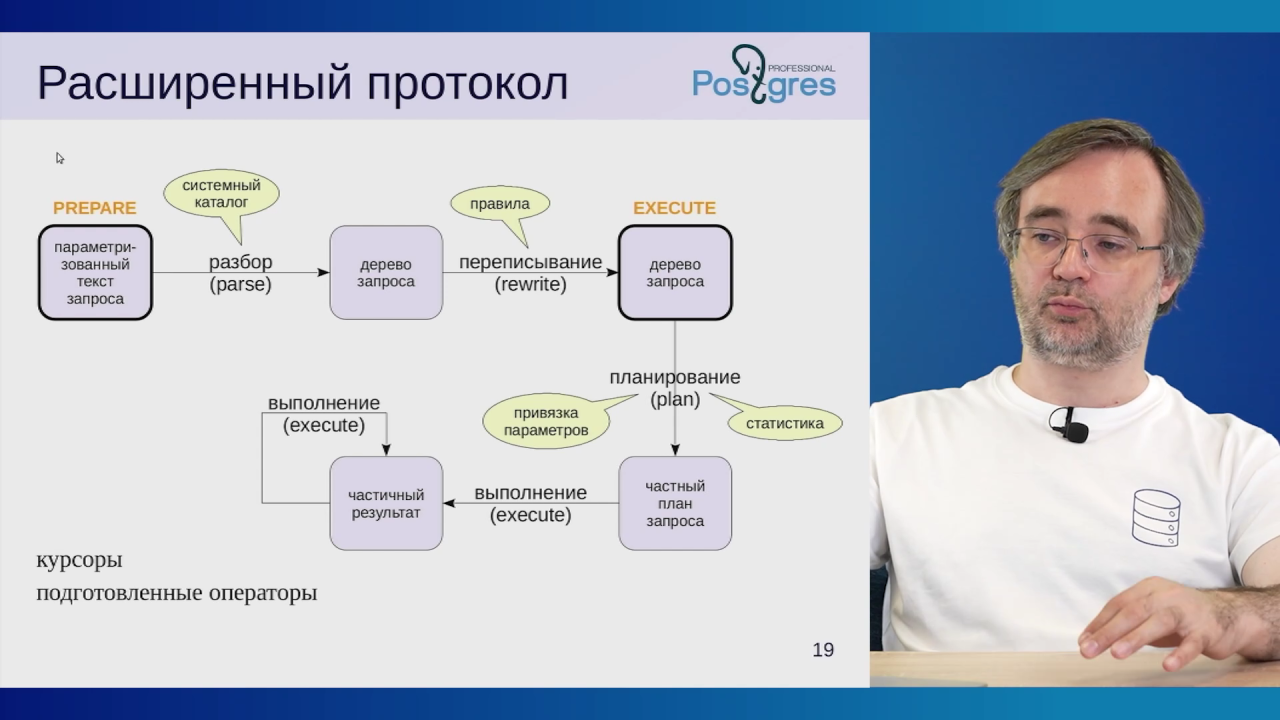 Расширенный протокол
PROFESSIONAL
Postgres
системный
каталог
правила
PREPARE
EXECUTE
параметри-
зованный
текст
запроса
разбор
(parse)
дерево
запроса
переписывание
(rewrite)
дерево
запроса
планирование
(plan)
привязка
параметров
статистика
выполнение
(execute)
частичный
результат
выполнение
(execute)
частный
план
запроса
курсоры
подготовленные операторы
19